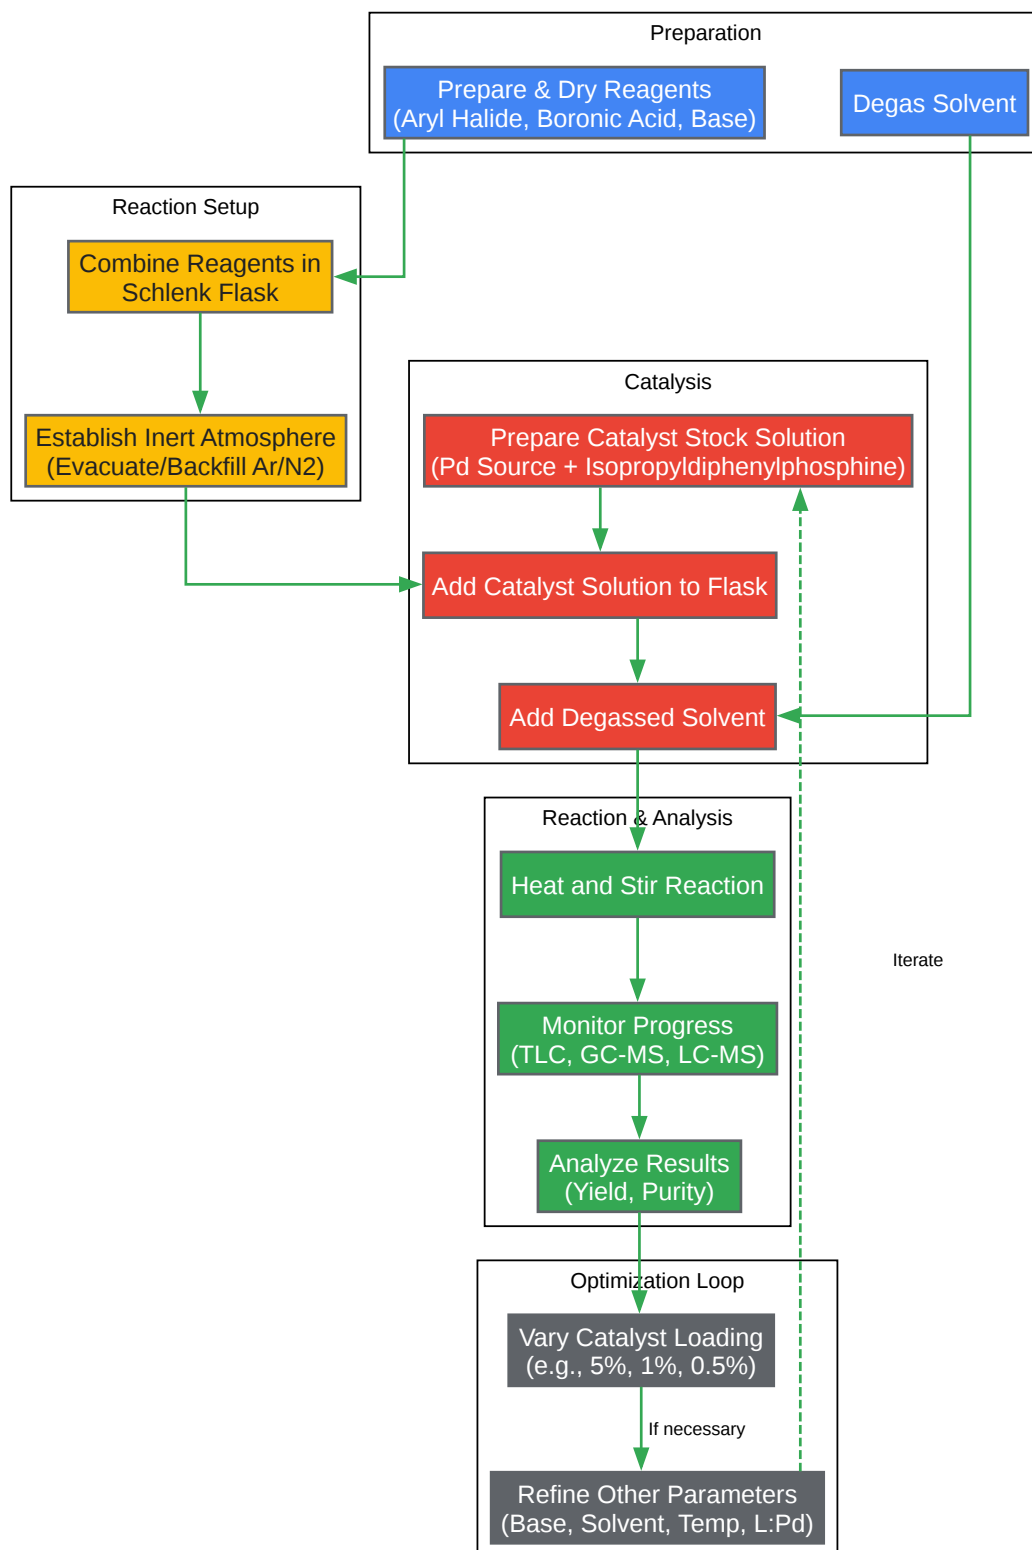 Preparation
Prepare & Dry Reagents
(Aryl Halide, Boronic Acid, Base)
Degas Solvent
Reaction Setup
Combine Reagents in
Schlenk Flask
Establish Inert Atmosphere
(Evacuate/Backfill Ar/N2)
Catalysis
Prepare Catalyst Stock Solution
(Pd Source + Isopropyldiphenylphosphine)
Add Catalyst Solution to Flask
Add Degassed Solvent
Reaction & Analysis
Heat and Stir Reaction
Iterate
Monitor Progress
(TLC, GC-MS, LC-MS)
Analyze Results
(Yield, Purity)
Optimization Loop
Vary Catalyst Loading
(e.g., 5%, 1%, 0.5%)
If necessary
Refine Other Parameters
(Base, Solvent, Temp, L:Pd)